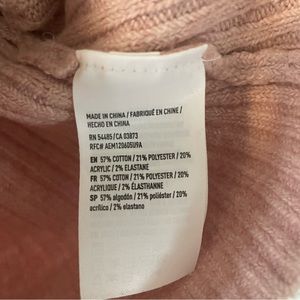 MADE IN CHINA / FABRIQUÉ EN CHINE /
HECHO EN CHINA
RN 54485/CA 03873
RFC# AEM120605U9A
EN 57% COTTON / 21% POLYESTER / 20%
ACRYLIC / 2% ELASTANE
FR 57% COTON / 21% POLYESTER / 20%
ACRYLIQUE / 2% ÉLASTHANNE
SP 57% algodón / 21% poliéster / 20%
acrílico / 2% elastano